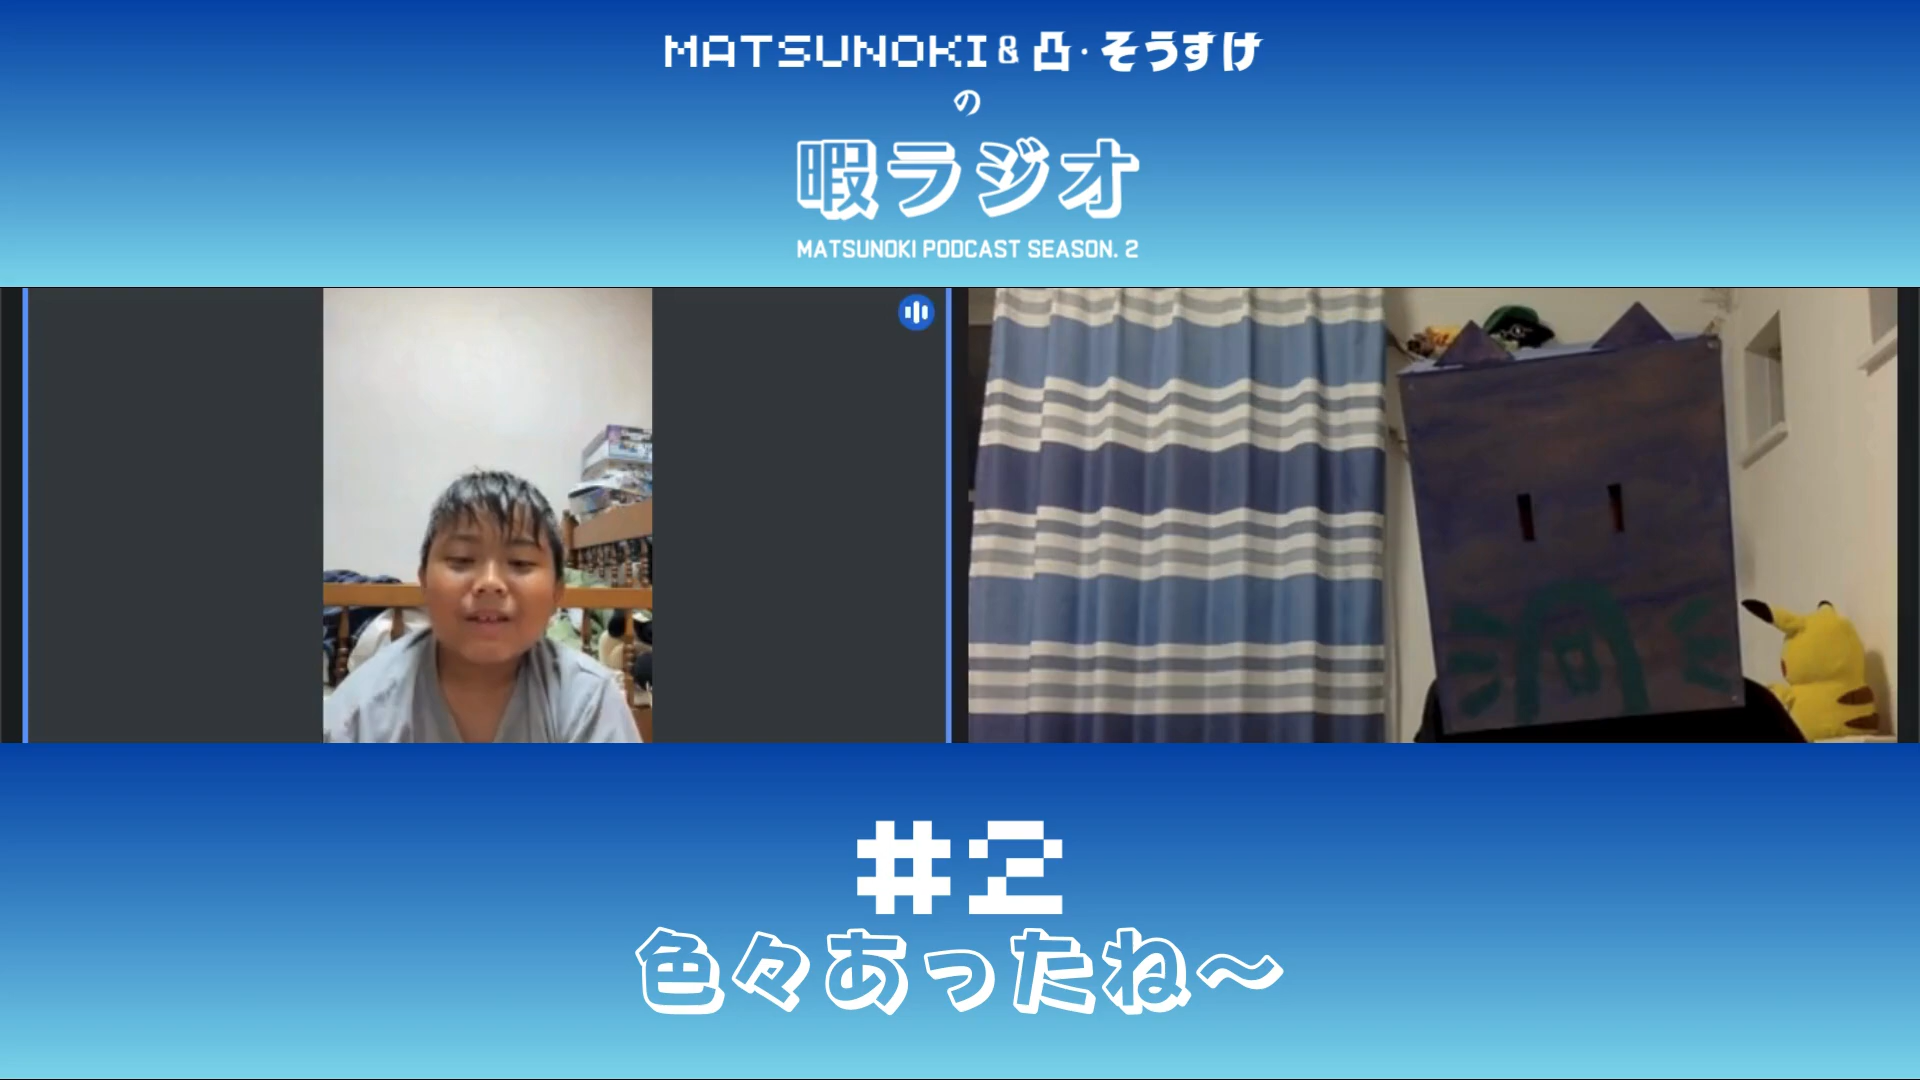 MATSUNOKI & 凸・そうすけ
の
暇ラジオ
MATSUNOKI PODCAST SEASON. 2
#2
色々あったね～